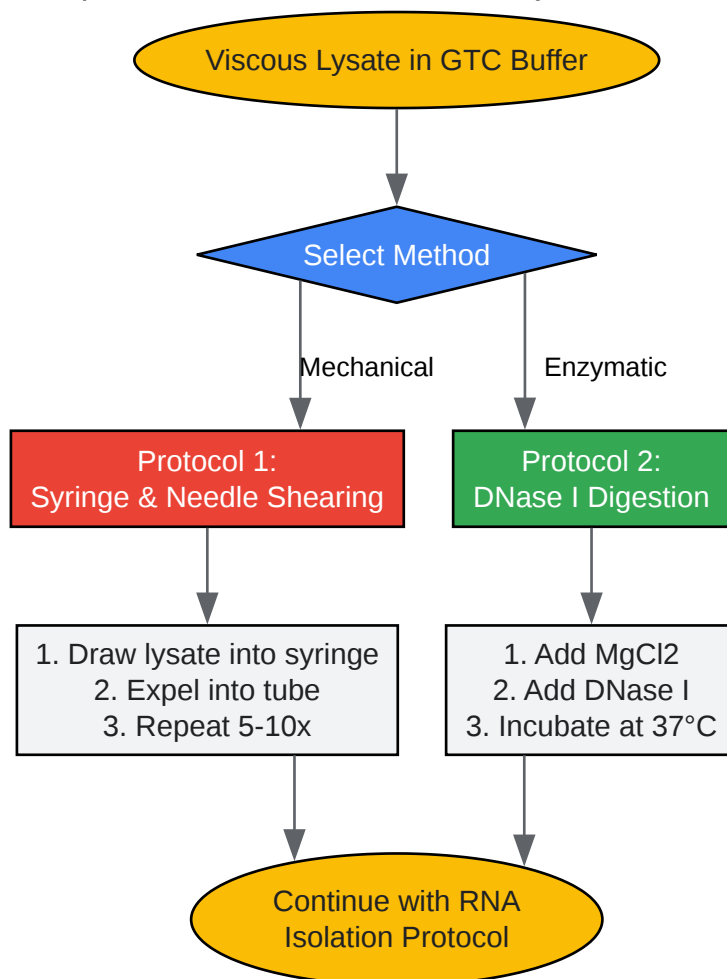 Viscous Lysate in GTC Buffer
Select Method
Mechanical
Enzymatic
Protocol 1:
Syringe & Needle Shearing
Protocol 2:
DNase I Digestion
1. Draw lysate into syringe
2. Expel into tube
3. Repeat 5-10x
1. Add MgCl2
2. Add DNase I
3. Incubate at 37°C
Continue with RNA
Isolation Protocol